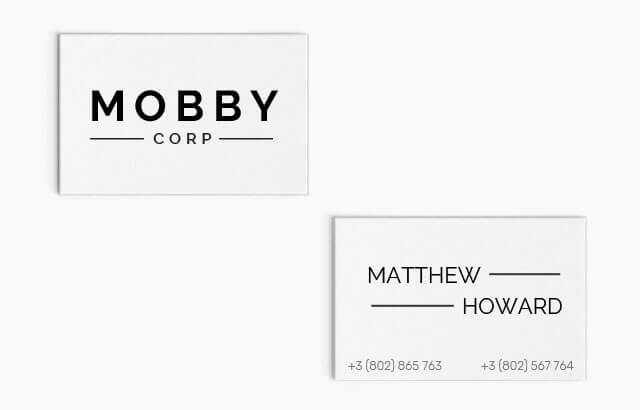 MOBBY
CORP
MATTHEW
HOWARD
+3 (802) 865 763 +3 (802) 567 764